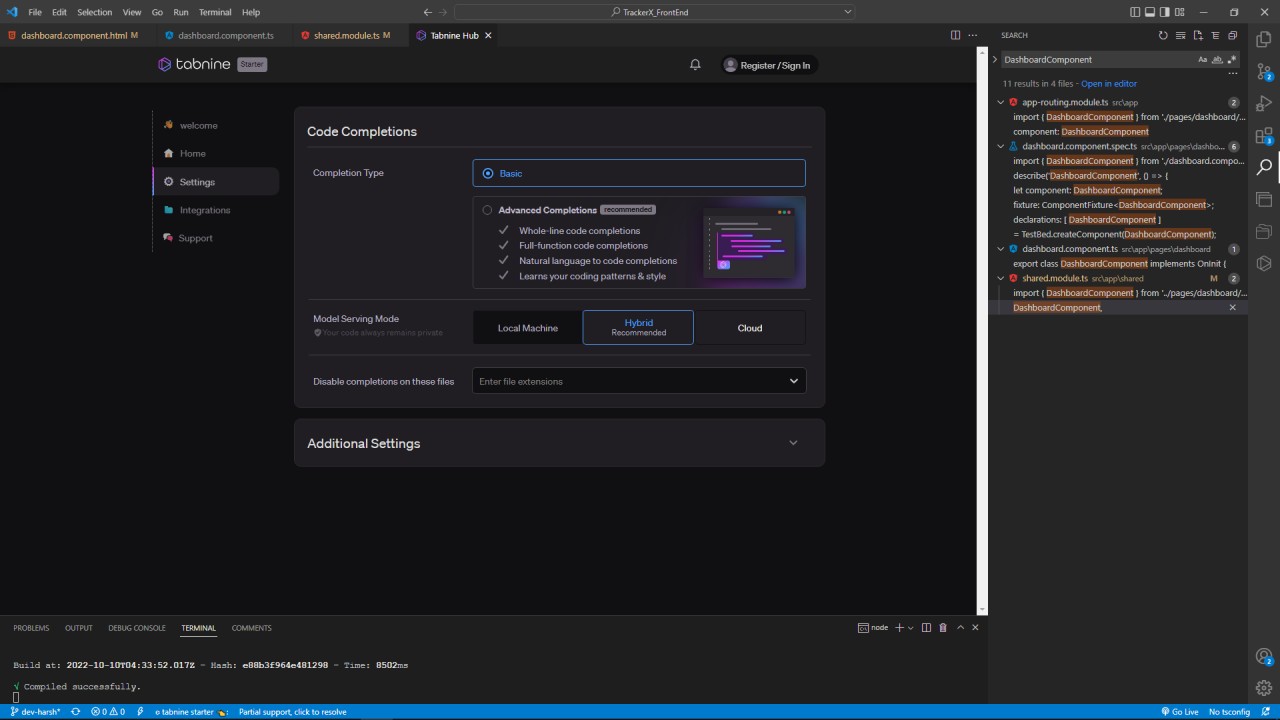 File Edit Selection View Go Run Terminal Help
TrackerX_FrontEnd
dashboard.component.html M
dashboard.component.ts
shared.module.ts M
Tabnine Hub
tabnine Starter
Register / Sign In
welcome
Home
Settings
Integrations
Support
Code Completions
Completion Type
Basic
Advanced Completions recommended
Whole-line code completions
Full-function code completions
Natural language to code completions
Learns your coding patterns & style
Model Serving Mode
Your code always remains private
Local Machine
Hybrid
Recommended
Cloud
Disable completions on these files
Enter file extensions
Additional Settings
SEARCH
DashboardComponent
Aa ab
11 results in 4 files - Open in editor
app-routing.module.ts src\app 2
import { DashboardComponent } from './pages/dashboard/...
component: DashboardComponent
dashboard.component.spec.ts src\app\pages\dashbo... 6
import { DashboardComponent } from './dashboard.compo...
describe('DashboardComponent', () => {
let component: DashboardComponent;
fixture: ComponentFixture<DashboardComponent>;
declarations: [ DashboardComponent ]
= TestBed.createComponent(DashboardComponent);
dashboard.component.ts src\app\pages\dashboard 1
export class DashboardComponent implements OnInit {
shared.module.ts src\app\shared M 2
import { DashboardComponent } from '../pages/dashboard/...
DashboardComponent,
2
3
2
PROBLEMS OUTPUT DEBUG CONSOLE TERMINAL COMMENTS
node
Build at: 2022-10-10T04:33:52.017Z - Hash: e88b3f964e481298 - Time: 8502ms
√ Compiled successfully.
dev-harsh* 0 0 tabnine starter Partial support, click to resolve
Go Live No tsconfig